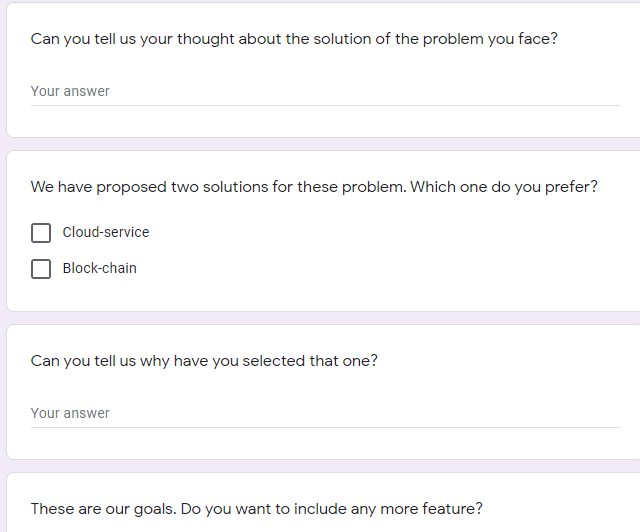 Can you tell us your thought about the solution of the problem you face?
Your answer
We have proposed two solutions for these problem. Which one do you prefer?
Cloud-service
Block-chain
Can you tell us why have you selected that one?
Your answer
These are our goals. Do you want to include any more feature?